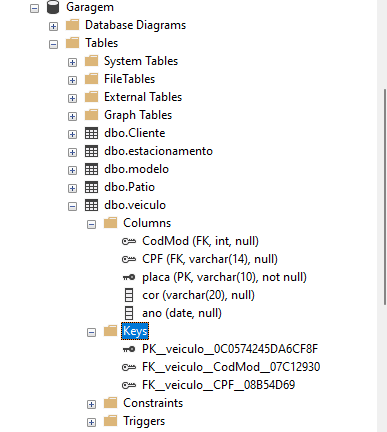 Garagem
Database Diagrams
Tables
System Tables
FileTables
External Tables
Graph Tables
dbo.Cliente
dbo.estacionamento
dbo.modelo
dbo.Patio
dbo.veiculo
Columns
CodMod (FK, int, null)
CPF (FK, varchar(14), null)
placa (PK, varchar(10), not null)
cor (varchar(20), null)
ano (date, null)
Keys
PK__veiculo__0C0574245DA6CF8F
FK__veiculo__CodMod__07C12930
FK__veiculo__CPF__08B54D69
Constraints
Triggers